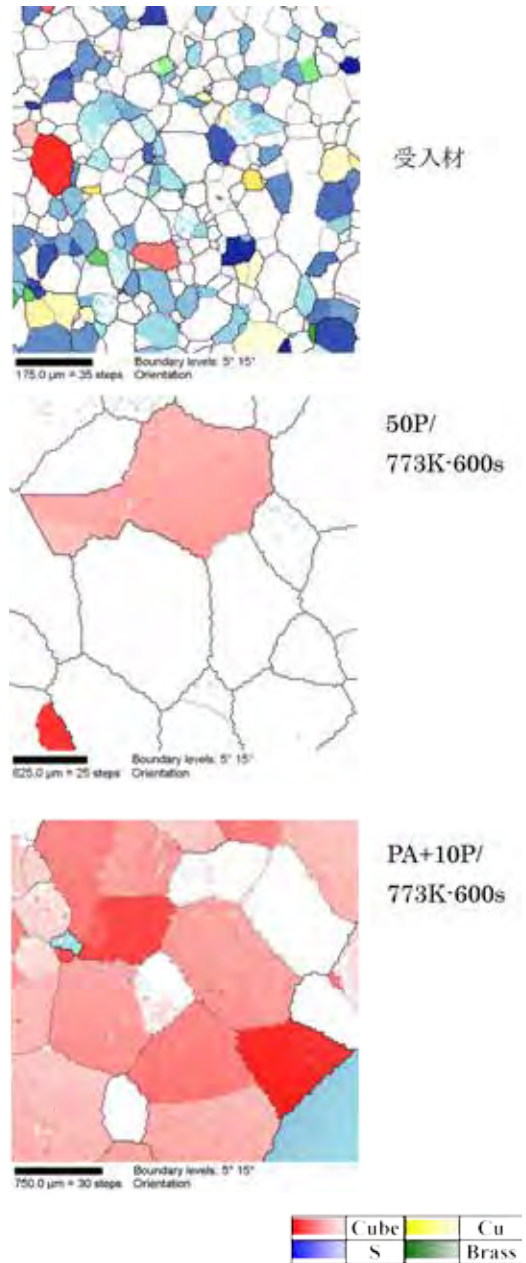 受入材
175.0 µm = 35 steps
Boundary levels: 5° 15°
Orientation
50P/
773K-600s
625.0 µm = 25 steps
Boundary levels: 5° 15°
Orientation
PA+10P/
773K-600s
750.0 µm = 30 steps
Boundary levels: 5° 15°
Orientation
Cube
Cu
S
Brass